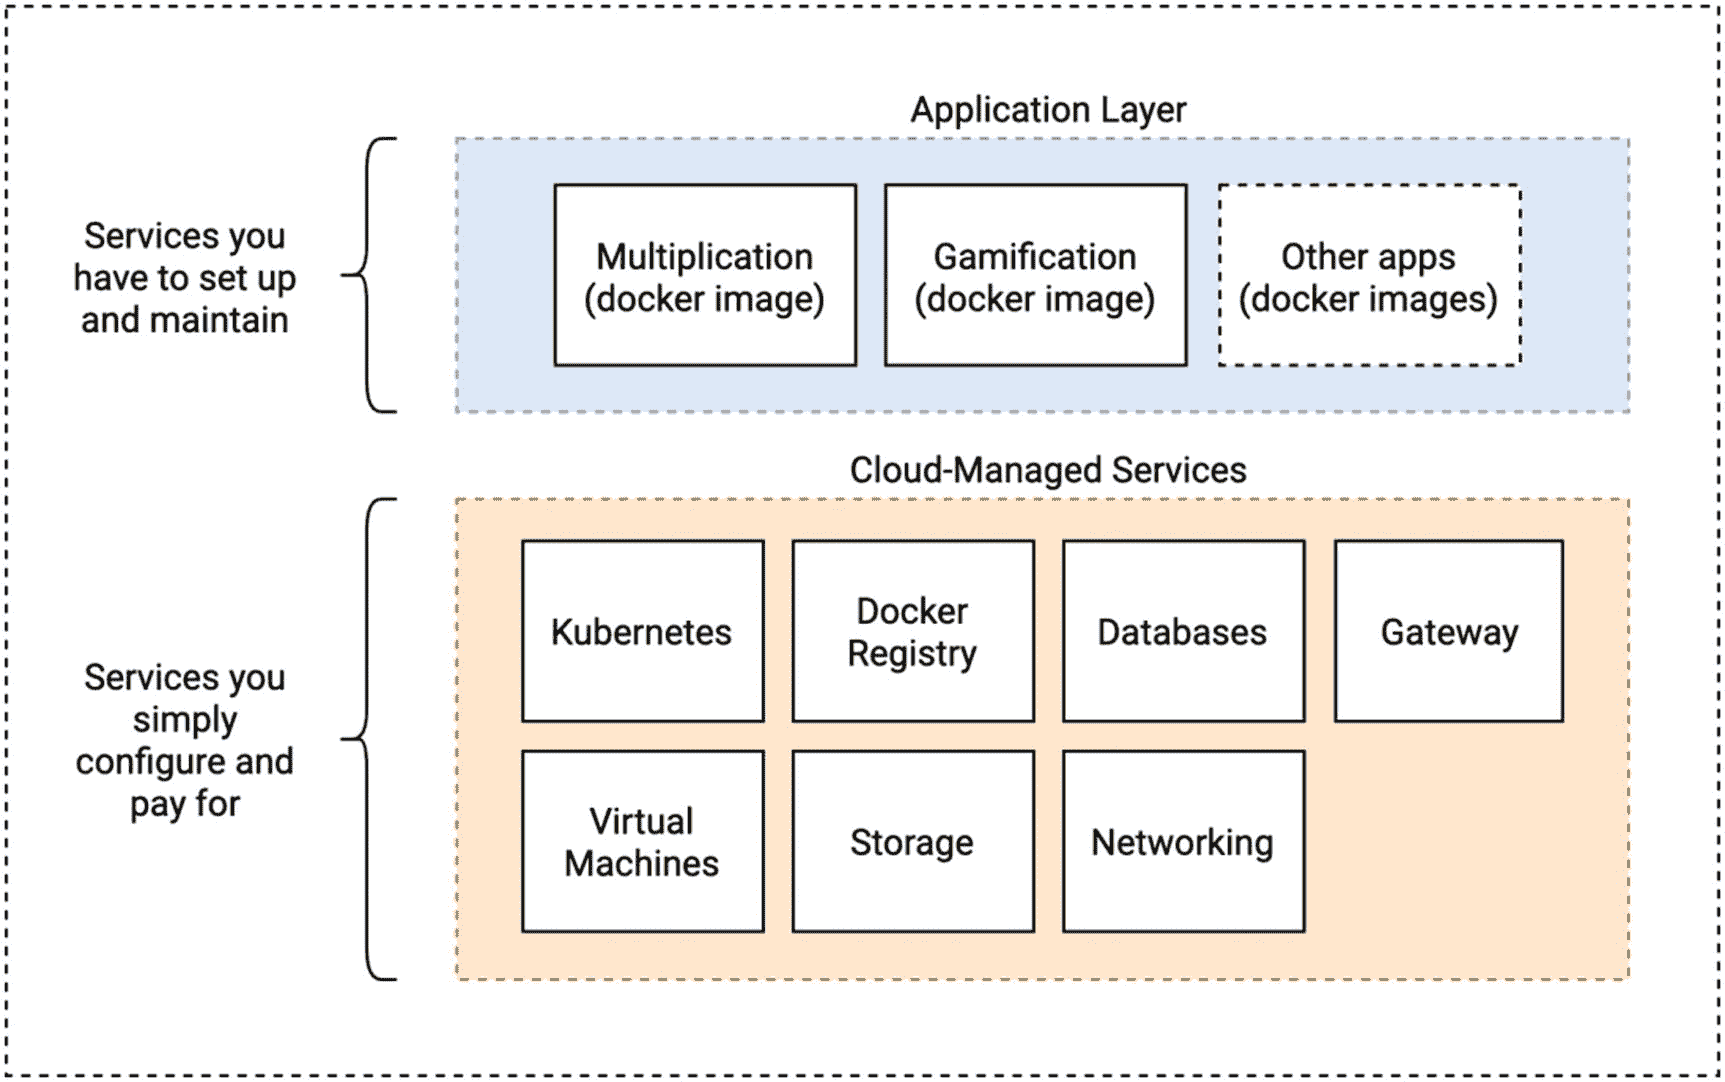 Application Layer
Services you
have to set up
and maintain
Multiplication
(docker image)
Gamification
(docker image)
Other apps
(docker images)
Cloud-Managed Services
Services you
simply
configure and
pay for
Kubernetes
Docker
Registry
Databases
Gateway
Virtual
Machines
Storage
Networking